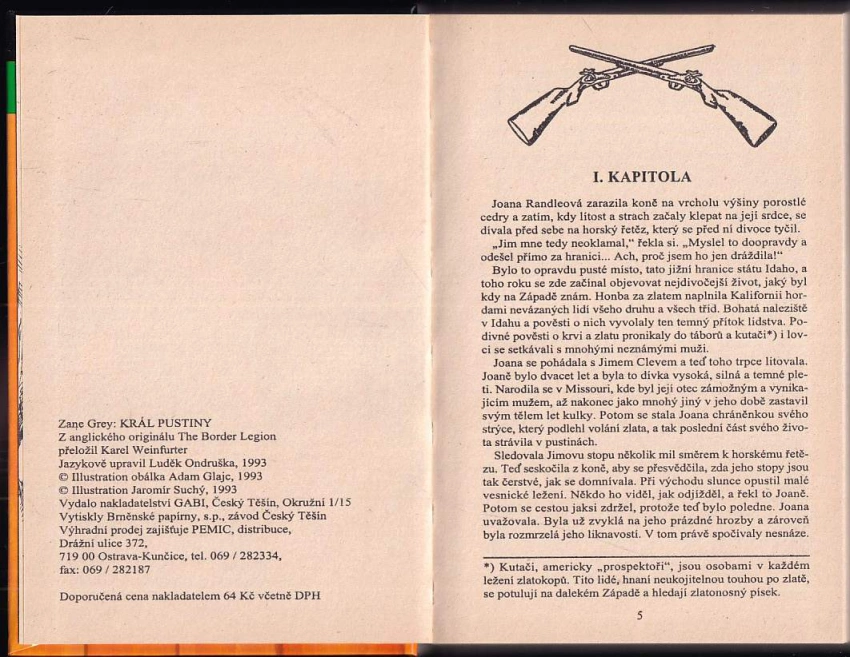 Zane Grey: KRÁL PUSTINY
Z anglického originálu The Border Legion
přeložil Karel Weinfurter
Jazykově upravil Luděk Ondruška, 1993
© Illustration obálka Adam Glajc, 1993
© Illustration Jaromír Suchý, 1993
Vydalo nakladatelství GABI, Český Těšín, Okružní 1/15
Vytiskly Brněnské papírny, s.p., závod Český Těšín
Výhradní prodej zajišťuje PEMIC, distribuce,
Drážní ulice 372,
719 00 Ostrava-Kunčice, tel. 069 / 282334,
fax: 069 / 282187
Doporučená cena nakladatelem 64 Kč včetně DPH
I. KAPITOLA
Joana Randleová zarazila koně na vrcholu výšiny porostlé
cedry a zatím, kdy lítost a strach začaly klepat na její srdce, se
dívala před sebe na horský řetěz, který se před ní divoce tyčil.
„Jim mne tedy neoklamal,“ řekla si. „Myslel to doopravdy a
odešel přímo za hranici... Ach, proč jsem ho jen dráždila!“
Bylo to opravdu pusté místo, tato jižní hranice státu Idaho, a
toho roku se zde začínal objevovat nejdivočejší život, jaký byl
kdy na Západě znám. Honba za zlatem naplnila Kalifornii hor-
dami nevázaných lidí všeho druhu a všech tříd. Bohatá naleziště
v Idahu a pověsti o nich vyvolaly ten temný přítok lidstva. Po-
divné pověsti o krvi a zlatu pronikaly do táborů a kutači*) i lov-
ci se setkávali s mnohými neznámými muži.
Joana se pohádala s Jimem Clevem a teď toho trpce litovala.
Joaně bylo dvacet let a byla to dívka vysoká, silná a temné ple-
ti. Narodila se v Missouri, kde byl její otec zámožným a vynika-
jícím mužem, až nakonec jako mnohý jiný v jeho době zastavil
svým tělem let kulky. Potom se stala Joana chráněnkou svého
strýce, který podlehl volání zlata, a tak poslední část svého živo-
ta strávila v pustinách.
Sledovala Jimovu stopu několik mil směrem k horskému řetě-
zu. Teď seskočila z koně, aby se přesvědčila, zda jeho stopy jsou
tak čerstvé, jak se domnívala. Při východu slunce opustil malé
vesnické ležení. Někdo ho viděl, jak odjížděl, a řekl to Joaně.
Potom se cestou jaksi zdržel, protože teď bylo poledne. Joana
uvažovala. Byla už zvyklá na jeho prázdné hrozby a zároveň
byla rozmrzelá jeho liknavostí. V tom právě spočívaly nesnáze.
*) Kutači, americky „prospektoři“, jsou osobami v každém
ležení zlatokopů. Tito lidé, hnaní neukojitelnou touhou po zlatě,
se potulují na dalekém Západě a hledají zlatonosný písek.
5